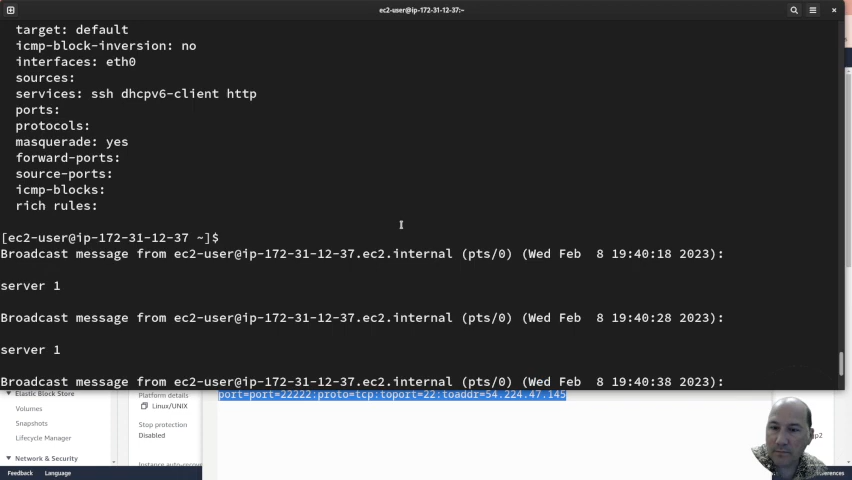 ec2-user@ip-172-31-12-37:~
target: default
icmp-block-inversion: no
interfaces: eth0
sources:
services: ssh dhcpv6-client http
ports:
protocols:
masquerade: yes
forward-ports:
source-ports:
icmp-blocks:
rich rules:
[ec2-user@ip-172-31-12-37 ~]$
Broadcast message from ec2-user@ip-172-31-12-37.ec2.internal (pts/0) (Wed Feb  8 19:40:18 2023):
server 1
Broadcast message from ec2-user@ip-172-31-12-37.ec2.internal (pts/0) (Wed Feb  8 19:40:28 2023):
server 1
Broadcast message from ec2-user@ip-172-31-12-37.ec2.internal (pts/0) (Wed Feb  8 19:40:38 2023):
port=port=22222:proto=tcp:toport=22:toaddr=54.224.47.145
Elastic Block Store
Volumes
Snapshots
Lifecycle Manager
Network & Security
Platform details
Linux/UNIX
Stop protection
Disabled
Instance auto-recov
Feedback
Language